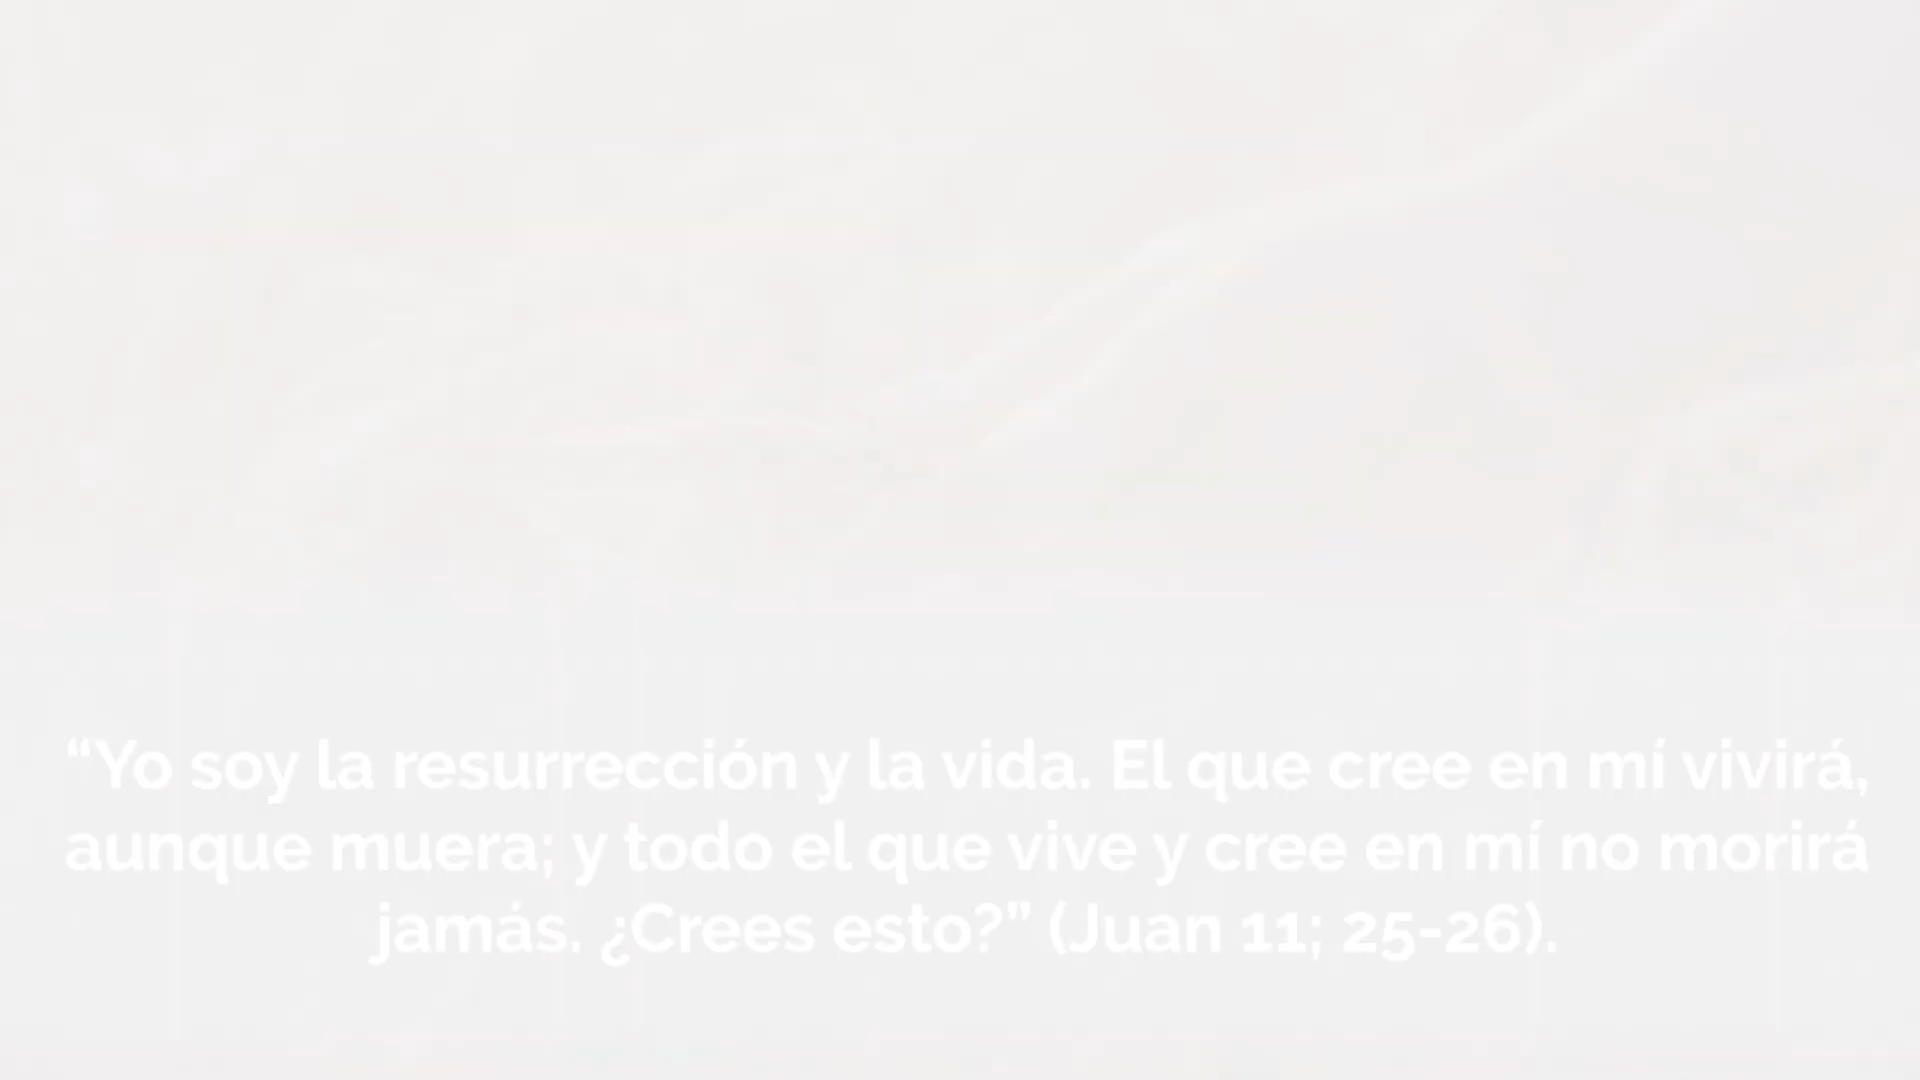 “Yo soy la resurrección y la vida. El que cree en mí vivirá,
aunque muera; y todo el que vive y cree en mí no morirá
jamás. ¿Crees esto?” (Juan 11; 25-26).